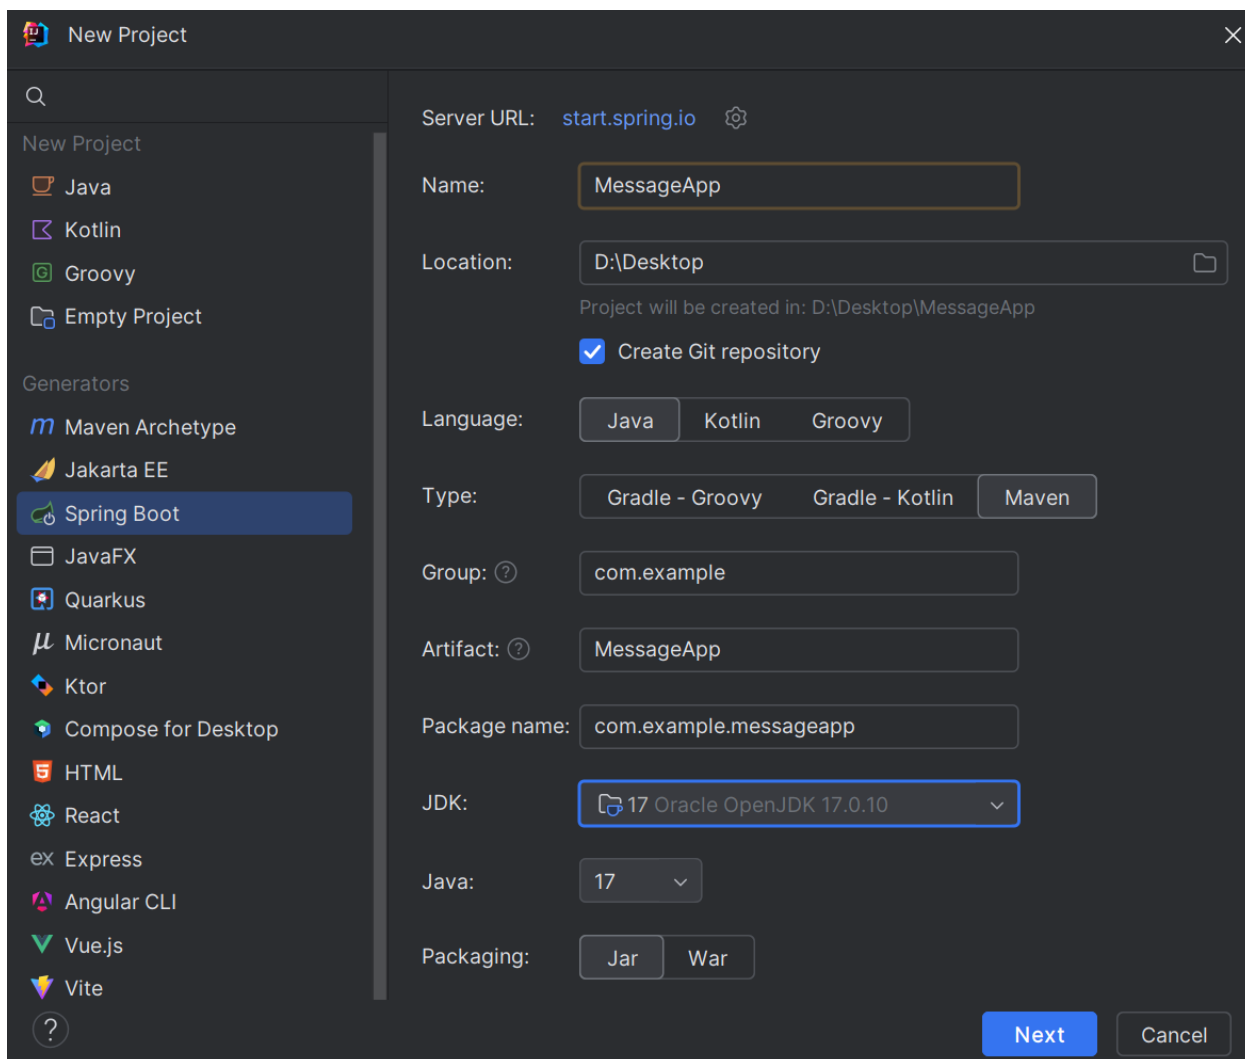 New Project
New Project
Java
Kotlin
Groovy
Empty Project
Generators
Maven Archetype
Jakarta EE
Spring Boot
JavaFX
Quarkus
Micronaut
Ktor
Compose for Desktop
HTML
React
Express
Angular CLI
Vue.js
Vite
Server URL: start.spring.io
Name: MessageApp
Location: D:\Desktop
Project will be created in: D:\Desktop\MessageApp
Create Git repository
Language: Java Kotlin Groovy
Type: Gradle - Groovy Gradle - Kotlin Maven
Group: com.example
Artifact: MessageApp
Package name: com.example.messageapp
JDK: 17 Oracle OpenJDK 17.0.10
Java: 17
Packaging: Jar War
Next Cancel